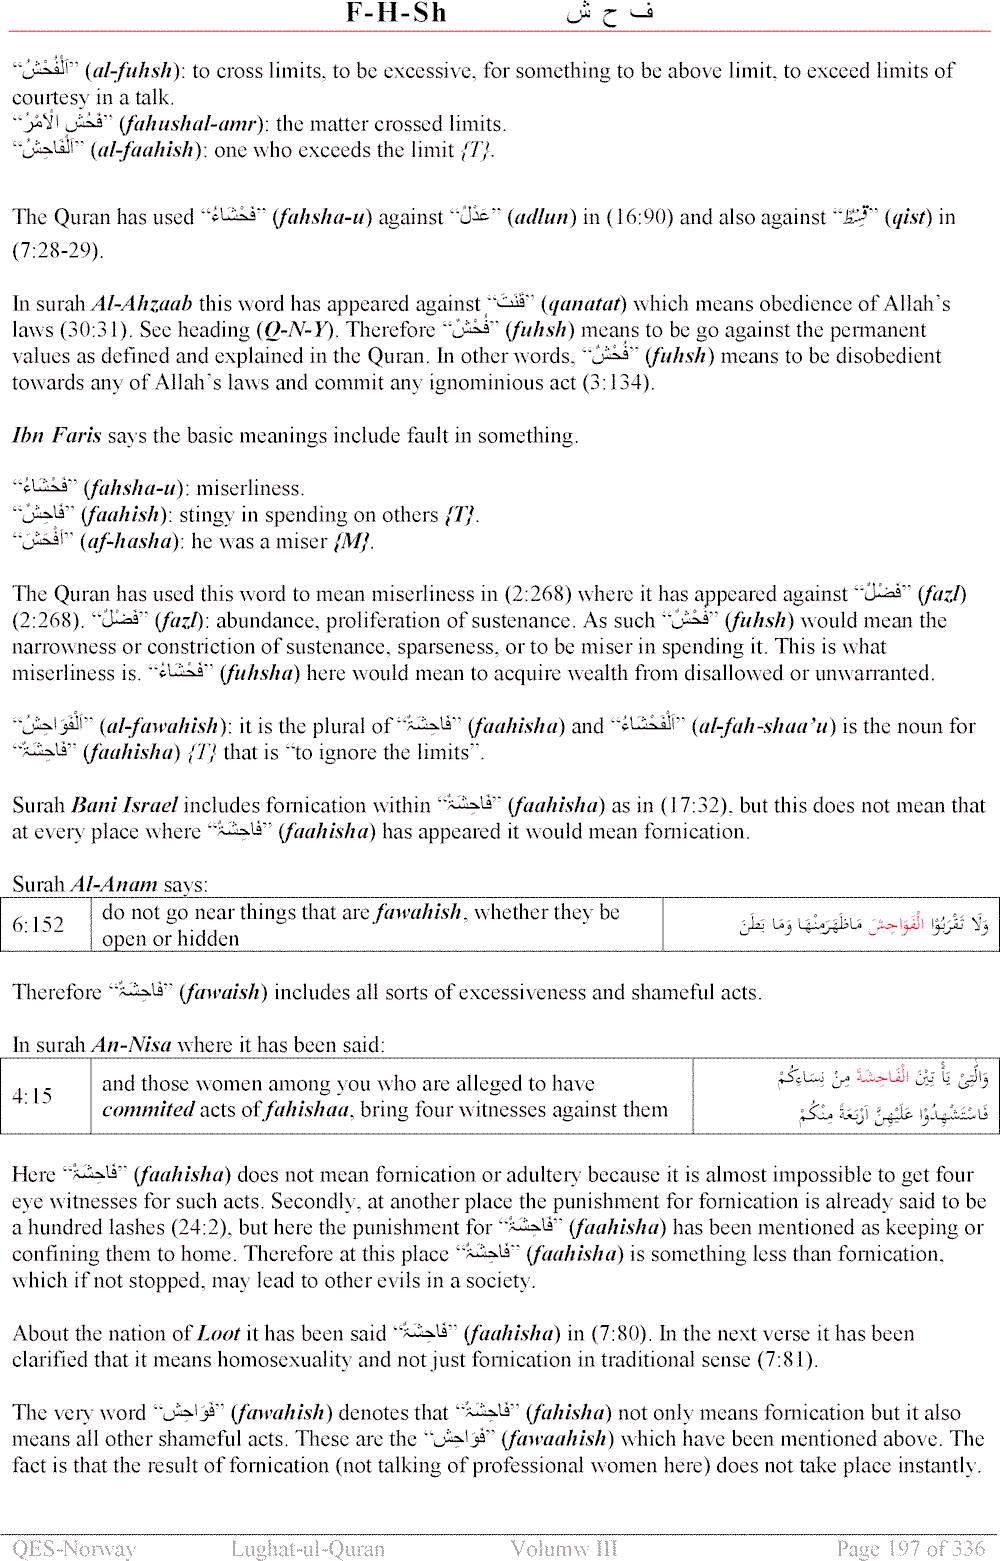 F-H-Sh ف ح ش
“اَلْفُحْشُ” (al-fuhsh): to cross limits, to be excessive, for something to be above limit, to exceed limits of
courtesy in a talk.
“فَحُشَ الْاَمْرُ” (fahushal-amr): the matter crossed limits.
“اَلْفَاحِشُ” (al-faahish): one who exceeds the limit {T}.
The Quran has used “فَحْشَاءُ” (fahsha-u) against “عَدْلٌ” (adlun) in (16:90) and also against “قِسْطٌ” (qist) in
(7:28-29).
In surah Al-Ahzaab this word has appeared against “قَنَتَ” (qanatat) which means obedience of Allah’s
laws (30:31). See heading (Q-N-Y). Therefore “فُحْشٌ” (fuhsh) means to be go against the permanent
values as defined and explained in the Quran. In other words, “فُحْشٌ” (fuhsh) means to be disobedient
towards any of Allah’s laws and commit any ignominious act (3:134).
Ibn Faris says the basic meanings include fault in something.
“فَحْشَاءُ” (fahsha-u): miserliness.
“فَاحِشٌ” (faahish): stingy in spending on others {T}.
“اَفْحَشَ” (af-hasha): he was a miser {M}.
The Quran has used this word to mean miserliness in (2:268) where it has appeared against “فَضْلٌ” (fazl)
(2:268). “فَضْلٌ” (fazl): abundance, proliferation of sustenance. As such “فُحْشٌ” (fuhsh) would mean the
narrowness or constriction of sustenance, sparseness, or to be miser in spending it. This is what
miserliness is. “فَحْشَاءُ” (fuhsha) here would mean to acquire wealth from disallowed or unwarranted.
“اَلْفَوَاحِشُ” (al-fawahish): it is the plural of “فَاحِشَۃٌ” (faahisha) and “اَلْفَحْشَاءُ” (al-fah-shaa’u) is the noun for
“فَاحِشَۃٌ” (faahisha) {T} that is “to ignore the limits”.
Surah Bani Israel includes fornication within “فَاحِشَۃٌ” (faahisha) as in (17:32), but this does not mean that
at every place where “فَاحِشَۃٌ” (faahisha) has appeared it would mean fornication.
Surah Al-Anam says:
6:152 do not go near things that are fawahish, whether they be وَلَا تَقْرَبُوْا الْفَوَاحِشَ مَاظَهَرَمِنْهَا وَمَا بَطَنَ
open or hidden
Therefore “فَاحِشَۃٌ” (fawaish) includes all sorts of excessiveness and shameful acts.
In surah An-Nisa where it has been said:
4:15 and those women among you who are alleged to have وَالّٰتِیْ يَأْ تِيْنَ الْفَاحِشَةَ مِنْ نِسَاءِكُمْ
commited acts of fahishaa, bring four witnesses against them فَاسْتَشْهِدُوْا عَلَيْهِنَّ اَرْبَعَةً مِنْكُمْ
Here “فَاحِشَۃٌ” (faahisha) does not mean fornication or adultery because it is almost impossible to get four
eye witnesses for such acts. Secondly, at another place the punishment for fornication is already said to be
a hundred lashes (24:2), but here the punishment for “فَاحِشَۃٌ” (faahisha) has been mentioned as keeping or
confining them to home. Therefore at this place “فَاحِشَۃٌ” (faahisha) is something less than fornication,
which if not stopped, may lead to other evils in a society.
About the nation of Loot it has been said “فَاحِشَۃٌ” (faahisha) in (7:80). In the next verse it has been
clarified that it means homosexuality and not just fornication in traditional sense (7:81).
The very word “فَوَاحِش” (fawahish) denotes that “فَاحِشَۃٌ” (fahisha) not only means fornication but it also
means all other shameful acts. These are the “فَوَاحِش” (fawaahish) which have been mentioned above. The
fact is that the result of fornication (not talking of professional women here) does not take place instantly.
QES-Norway Lughat-ul-Quran Volumw III Page 197 of 336